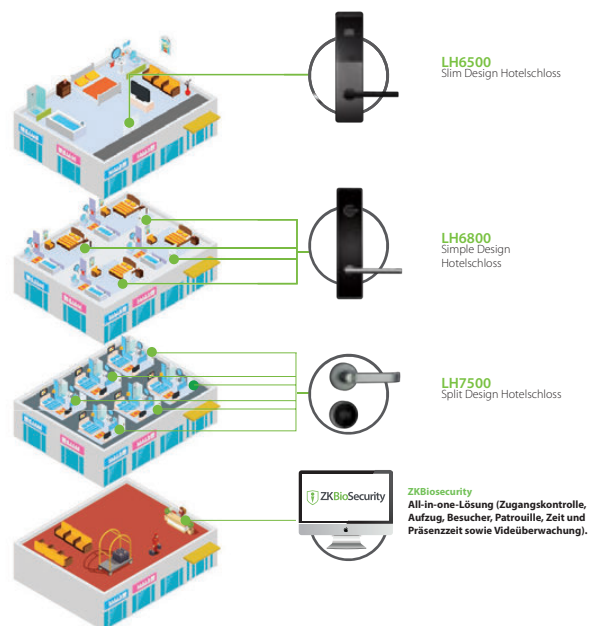 LH6500
Slim Design Hotelschloss
LH6800
Simple Design
Hotelschloss
LH7500
Split Design Hotelschloss
ZKBioSecurity
ZKBiosecurity
All-in-one-Lösung (Zugangskontrolle,
Aufzug, Besucher, Patrouille, Zeit und
Präsenzzeit sowie Videüberwachung).